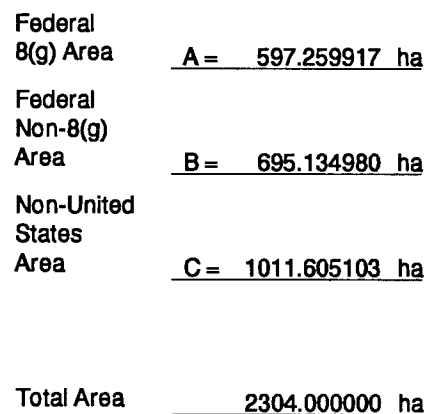 Federal
8(g) Area A = 597.259917 ha
Federal
Non-8(g)
Area B = 695.134980 ha
Non-United
States
Area C = 1011.605103 ha
Total Area 2304.000000 ha